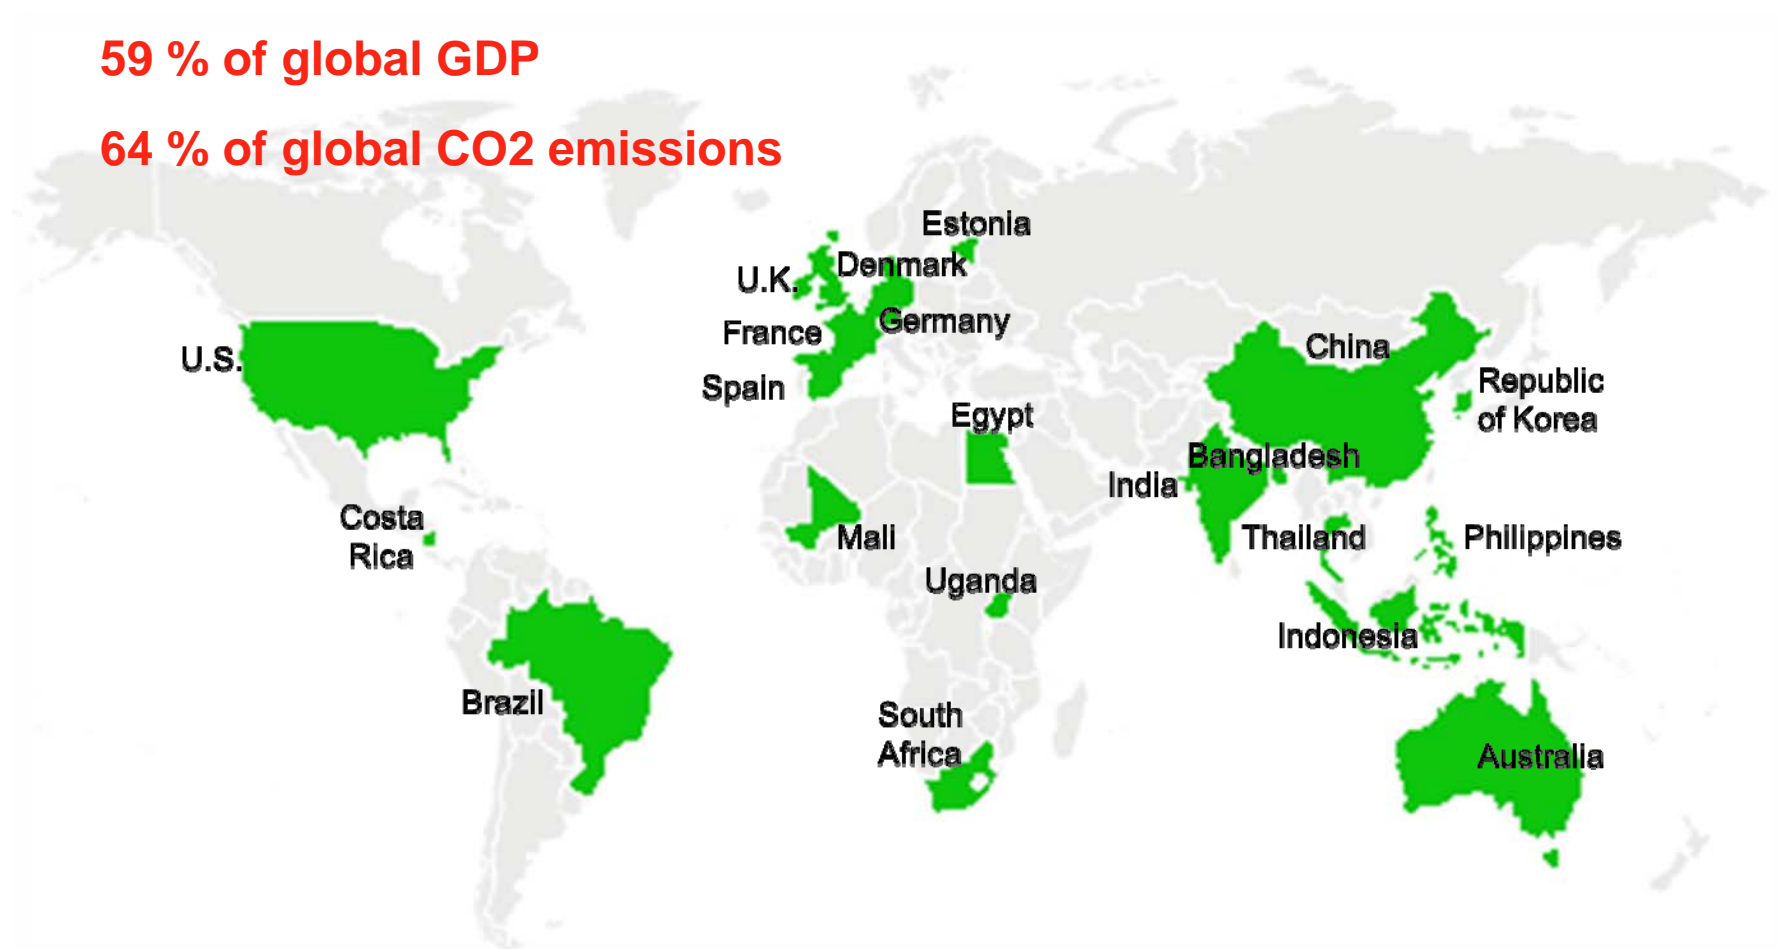 59 % of global GDP
64 % of global CO2 emissions
Estonia
Denmark
U.K.
Germany
France
U.S.
China
Spain
Republic
of Korea
Egypt
Bangladesh
India
Costa
Rica
Mali
Thailand
Philippines
Uganda
Indonesia
Brazil
South
Africa
Australia